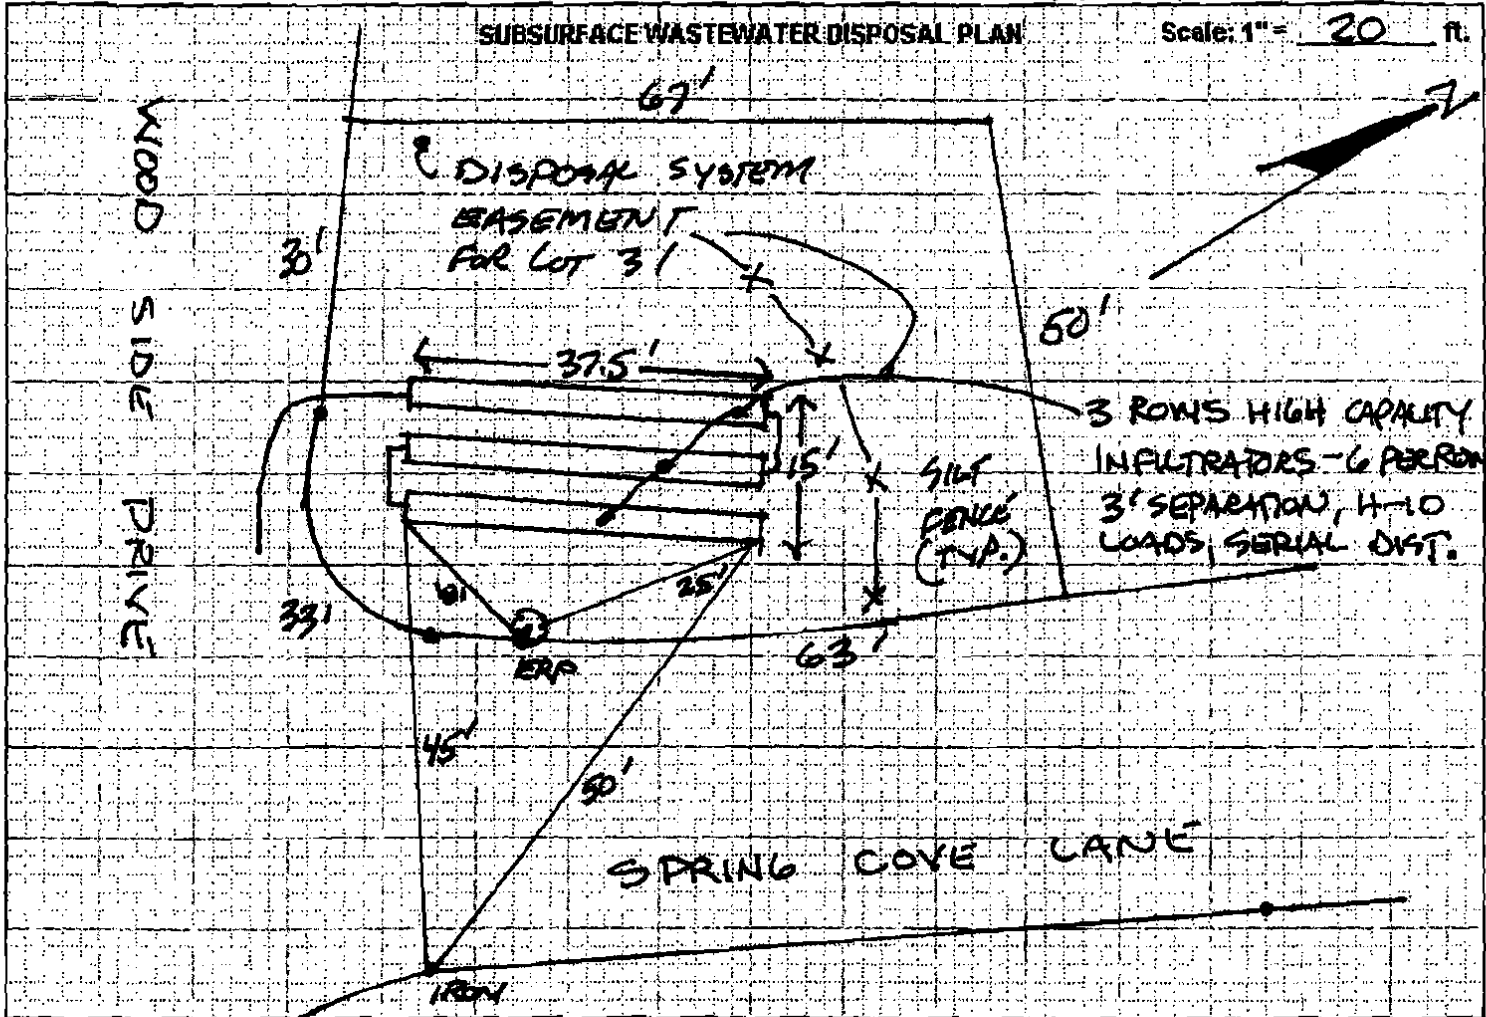 SUBSURFACE WASTEWATER DISPOSAL PLAN
Scale: 1" = 20 ft.
67'
N
WOOD SIDE DRIVE
DISPOSAL SYSTEM
EASEMENT
FOR LOT 31
30'
50'
37.5'
15'
3 ROWS HIGH CAPACITY
INFILTRATORS - 6 PER ROW
3' SEPARATION, H-10
LOADS, SERIAL DIST.
SILT
FENCE
(TYP.)
25'
33'
63'
ERP
45'
50'
SPRING COVE LANE
IRON